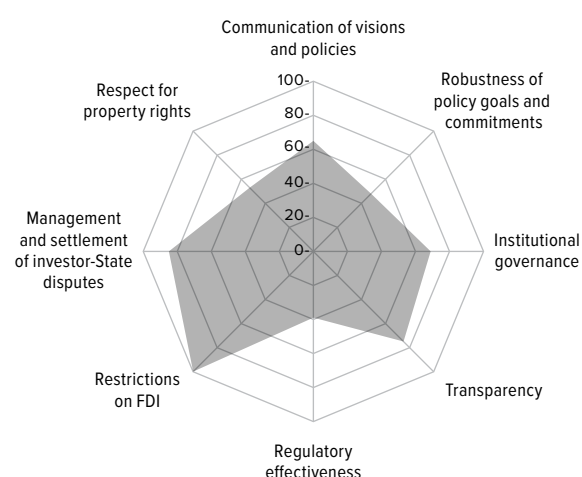 Communication of visions
and policies
Robustness of
policy goals and
commitments
Institutional
governance
Transparency
Regulatory
effectiveness
Restrictions
on FDI
Management
and settlement
of investor-State
disputes
Respect for
property rights
100-
80-
60-
40-
20-
0-